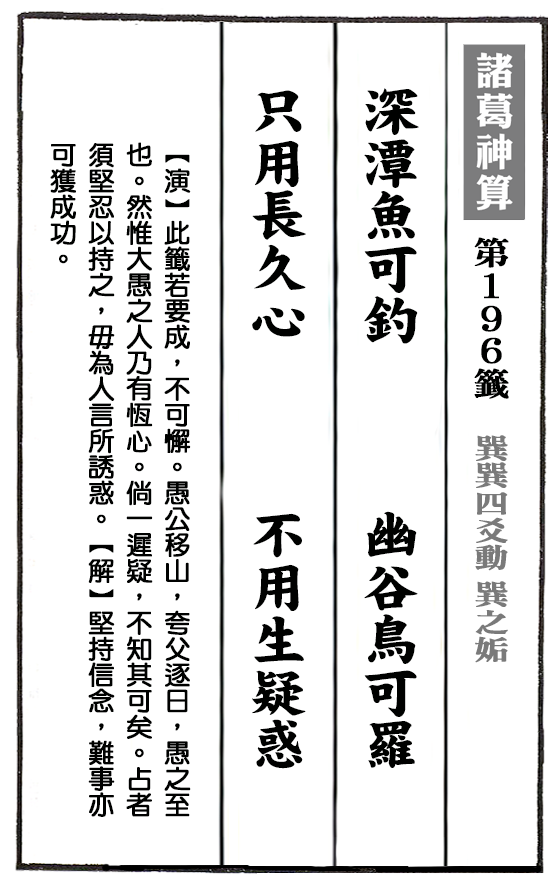 諸葛神算 第196籤 巽巽四爻動 巽之姤
深潭魚可釣 幽谷鳥可羅
只用長久心 不用生疑惑
【演】此籤若要成，不可懈。愚公移山，夸父逐日，愚之至
也。然惟大愚之人乃有恆心。倘一遲疑，不知其可矣。占者
須堅忍以持之，毋為人言所誘惑。【解】堅持信念，難事亦
可獲成功。